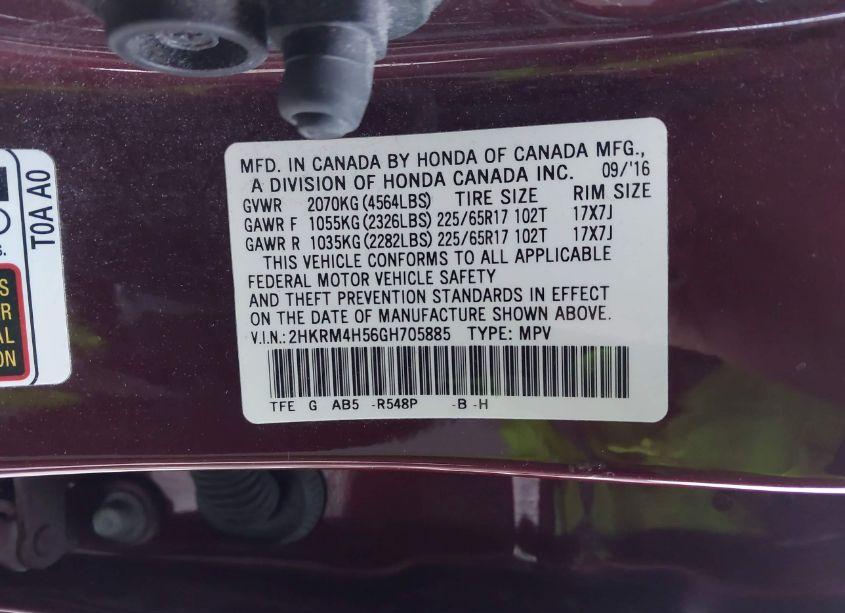 MFD. IN CANADA BY HONDA OF CANADA MFG.,
A DIVISION OF HONDA CANADA INC. 09/'16
GVWR 2070KG (4564LBS) TIRE SIZE RIM SIZE
GAWR F 1055KG (2326LBS) 225/65R17 102T 17X7J
GAWR R 1035KG (2282LBS) 225/65R17 102T 17X7J
THIS VEHICLE CONFORMS TO ALL APPLICABLE
FEDERAL MOTOR VEHICLE SAFETY
AND THEFT PREVENTION STANDARDS IN EFFECT
ON THE DATE OF MANUFACTURE SHOWN ABOVE.
V.I.N.: 2HKRM4H56GH705885 TYPE: MPV
TFE G AB5 -R548P -B -H
T0A A0